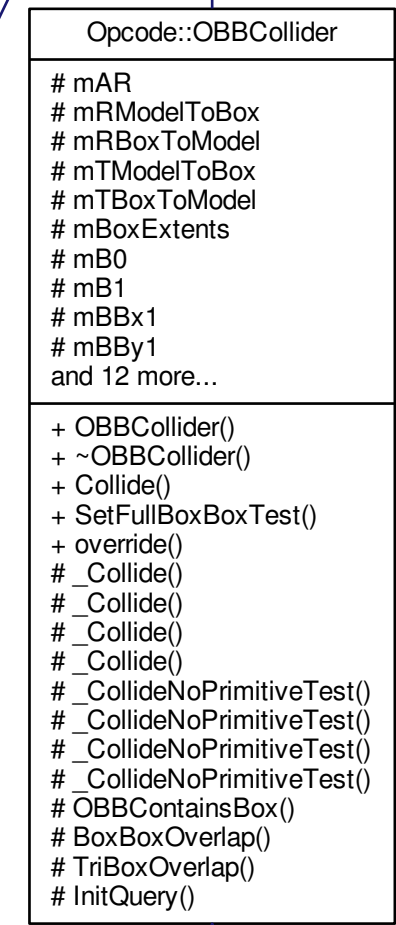 Opcode::OBBCollider
# mAR
# mRModelToBox
# mRBoxToModel
# mTModelToBox
# mTBoxToModel
# mBoxExtents
# mB0
# mB1
# mBBx1
# mBBy1
and 12 more...
+ OBBCollider()
+ ~OBBCollider()
+ Collide()
+ SetFullBoxBoxTest()
+ override()
# _Collide()
# _Collide()
# _Collide()
# _Collide()
# _CollideNoPrimitiveTest()
# _CollideNoPrimitiveTest()
# _CollideNoPrimitiveTest()
# _CollideNoPrimitiveTest()
# OBBContainsBox()
# BoxBoxOverlap()
# TriBoxOverlap()
# InitQuery()